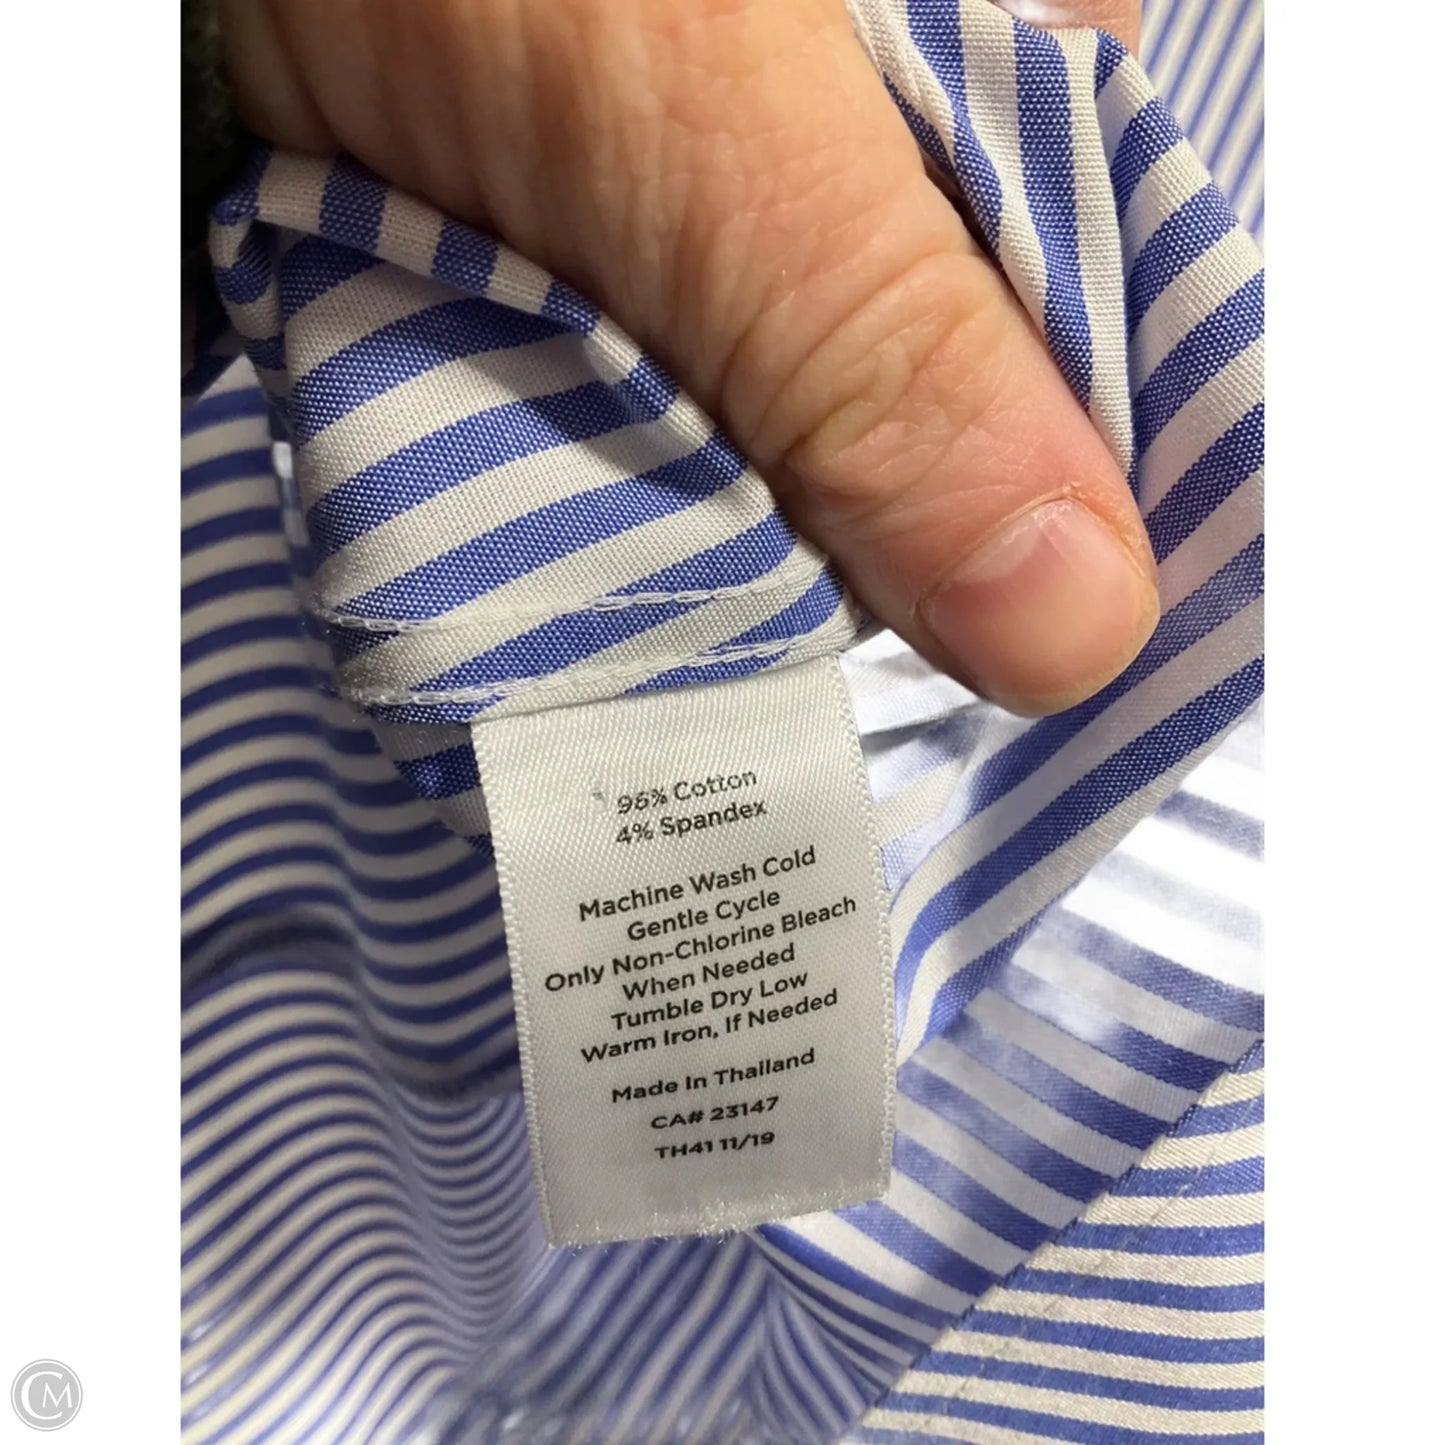 96% Cotton
4% Spandex
Machine Wash Cold
Gentle Cycle
Only Non-Chlorine Bleach
When Needed
Tumble Dry Low
Warm Iron, If Needed
Made In Thailand
CA# 23147
TH41 11/19
CM